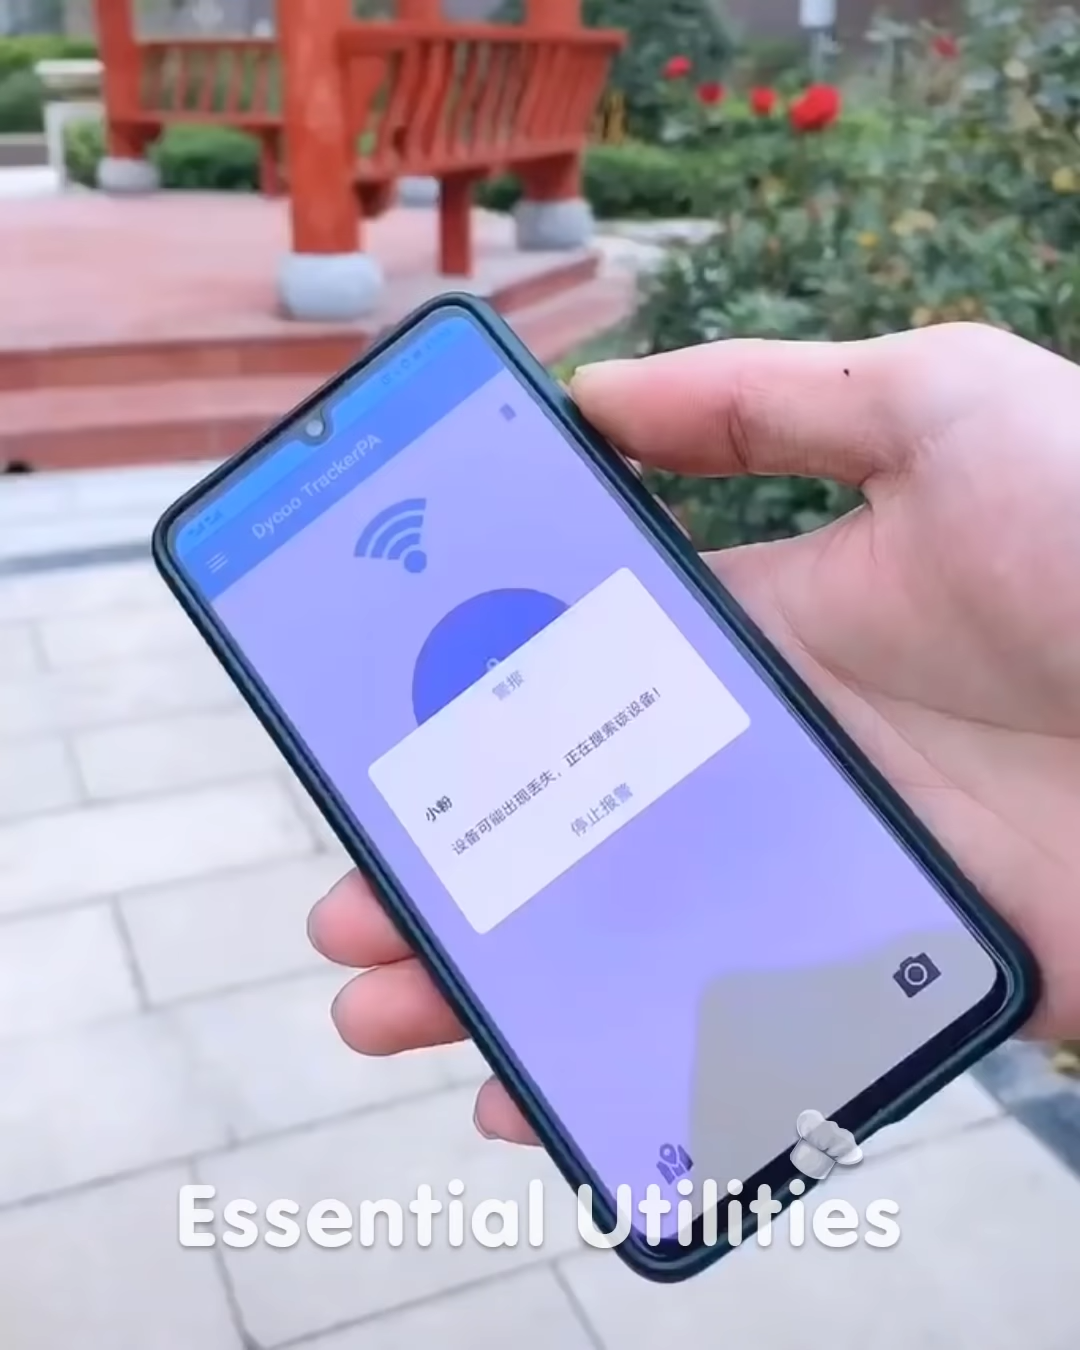 Dycoo TrackerPA
警报
小粉
设备可能出现丢失，正在搜索该设备！
停止报警
Essential Utilities